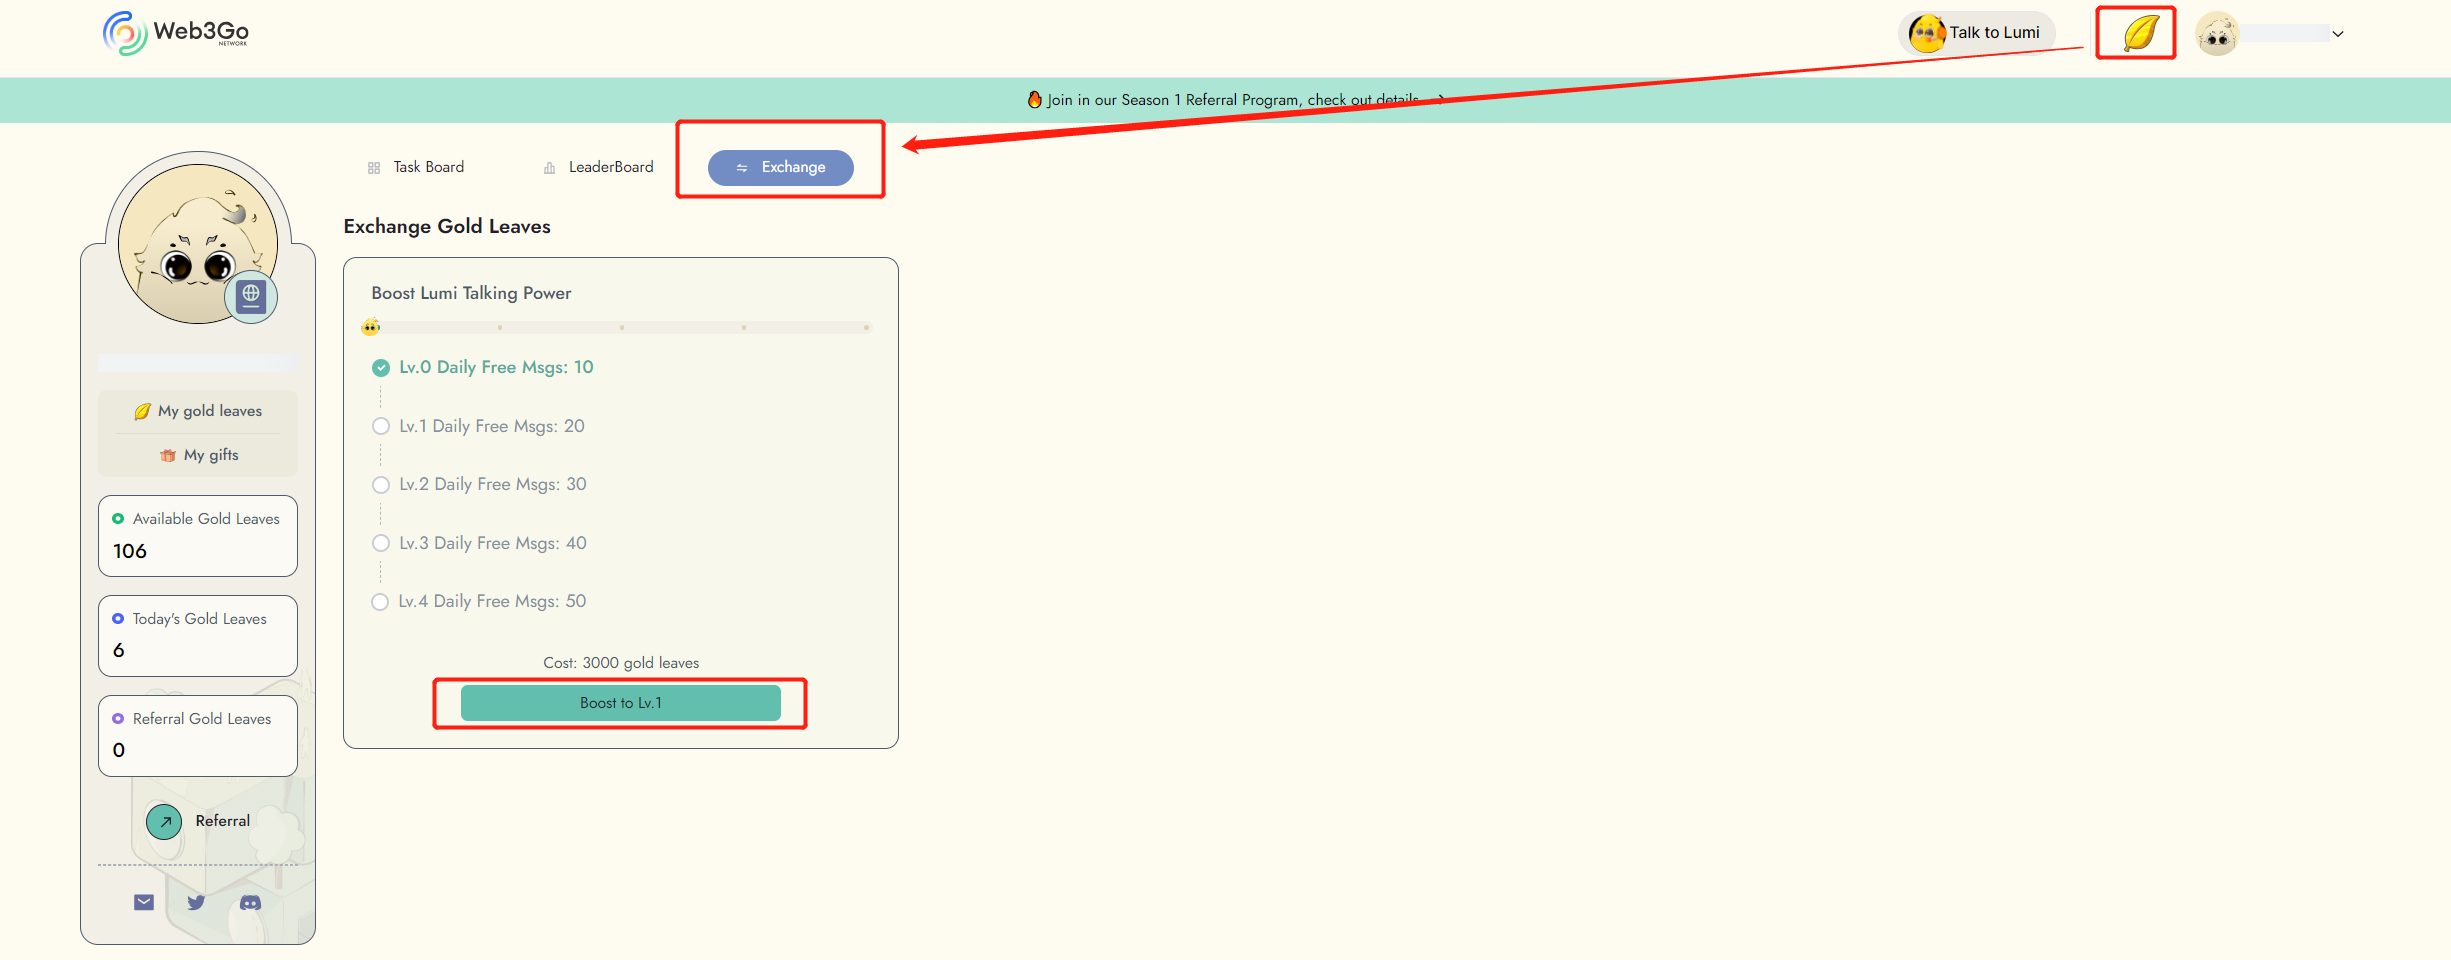 Web3Go
NETWORK
Talk to Lumi
Join in our Season 1 Referral Program, check out details
Task Board
LeaderBoard
Exchange
Exchange Gold Leaves
Boost Lumi Talking Power
Lv.0 Daily Free Msgs: 10
Lv.1 Daily Free Msgs: 20
Lv.2 Daily Free Msgs: 30
Lv.3 Daily Free Msgs: 40
Lv.4 Daily Free Msgs: 50
Cost: 3000 gold leaves
Boost to Lv.1
My gold leaves
My gifts
Available Gold Leaves
106
Today's Gold Leaves
6
Referral Gold Leaves
0
Referral